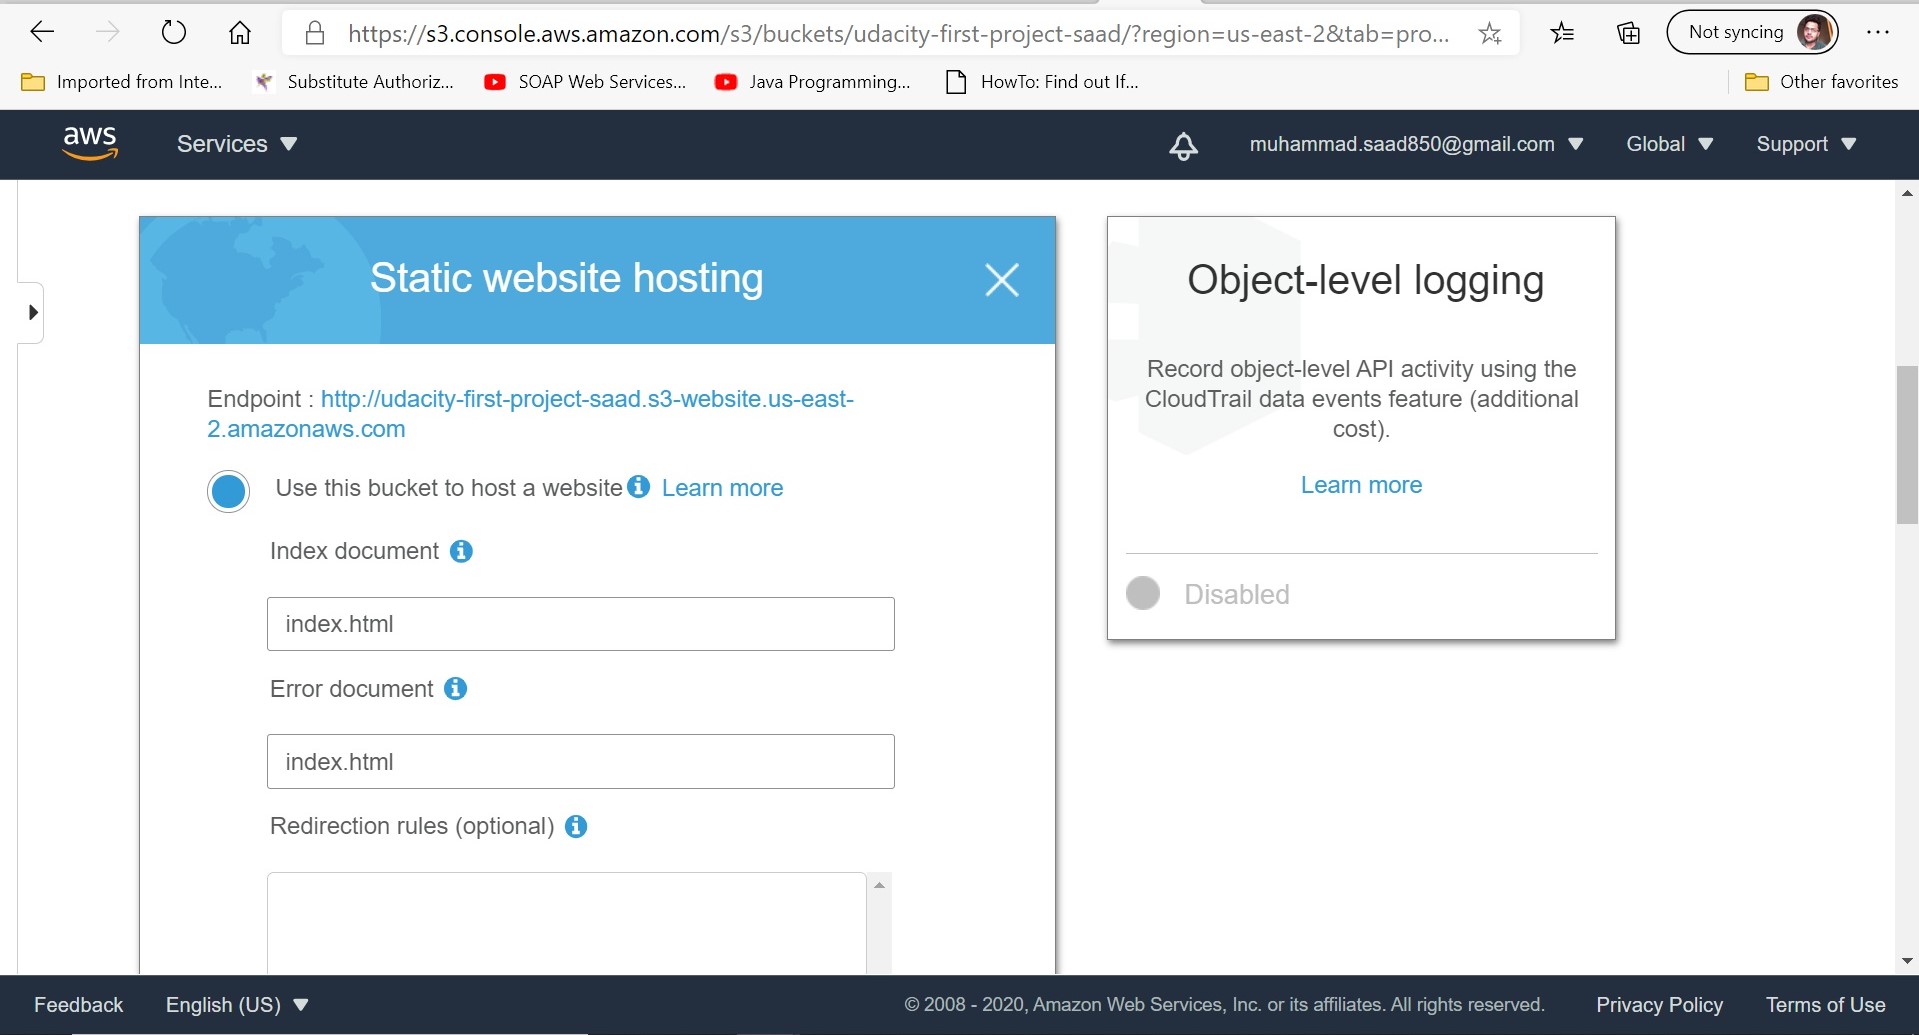 https://s3.console.aws.amazon.com/s3/buckets/udacity-first-project-saad/?region=us-east-2&tab=pro...
Not syncing
Imported from Inte...
Substitute Authoriz...
SOAP Web Services...
Java Programming...
HowTo: Find out If...
Other favorites
aws
Services
muhammad.saad850@gmail.com
Global
Support
Static website hosting
Endpoint : http://udacity-first-project-saad.s3-website.us-east-
2.amazonaws.com
Use this bucket to host a website Learn more
Index document
index.html
Error document
index.html
Redirection rules (optional)
Object-level logging
Record object-level API activity using the
CloudTrail data events feature (additional
cost).
Learn more
Disabled
Feedback
English (US)
© 2008 - 2020, Amazon Web Services, Inc. or its affiliates. All rights reserved.
Privacy Policy
Terms of Use